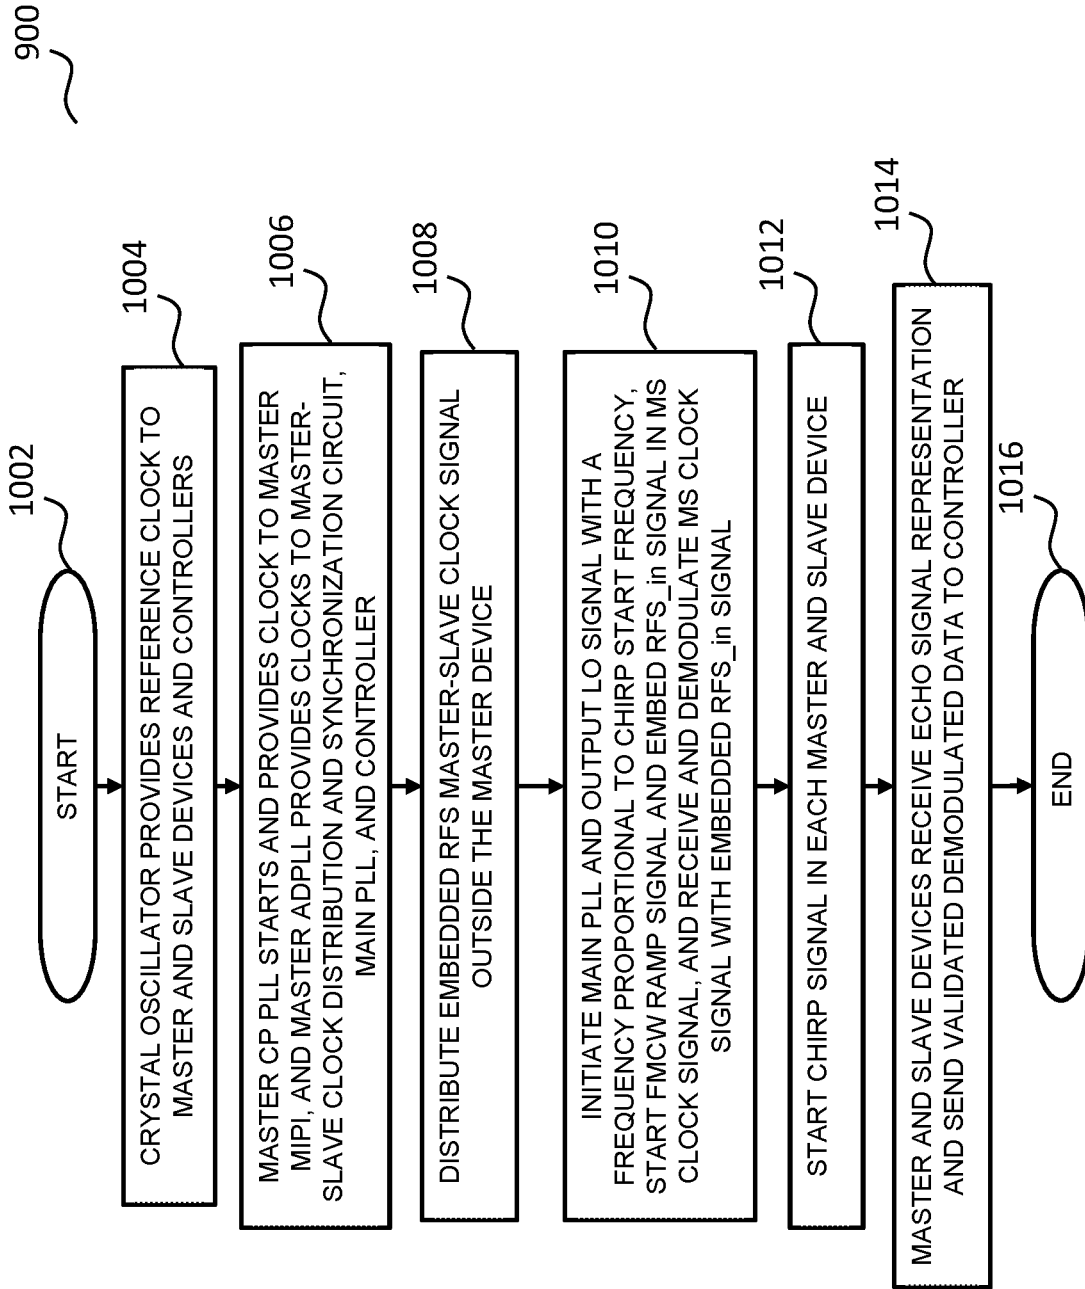 900
START
1002
CRYSTAL OSCILLATOR PROVIDES REFERENCE CLOCK TO
MASTER AND SLAVE DEVICES AND CONTROLLERS
1004
MASTER CP PLL STARTS AND PROVIDES CLOCK TO MASTER
MIPI, AND MASTER ADPLL PROVIDES CLOCKS TO MASTER-
SLAVE CLOCK DISTRIBUTION AND SYNCHRONIZATION CIRCUIT,
MAIN PLL, AND CONTROLLER
1006
DISTRIBUTE EMBEDDED RFS MASTER-SLAVE CLOCK SIGNAL
OUTSIDE THE MASTER DEVICE
1008
INITIATE MAIN PLL AND OUTPUT LO SIGNAL WITH A
FREQUENCY PROPORTIONAL TO CHIRP START FREQUENCY,
START FMCW RAMP SIGNAL AND EMBED RFS_in SIGNAL IN MS
CLOCK SIGNAL, AND RECEIVE AND DEMODULATE MS CLOCK
SIGNAL WITH EMBEDDED RFS_in SIGNAL
1010
START CHIRP SIGNAL IN EACH MASTER AND SLAVE DEVICE
1012
MASTER AND SLAVE DEVICES RECEIVE ECHO SIGNAL REPRESENTATION
AND SEND VALIDATED DEMODULATED DATA TO CONTROLLER
1014
END
1016